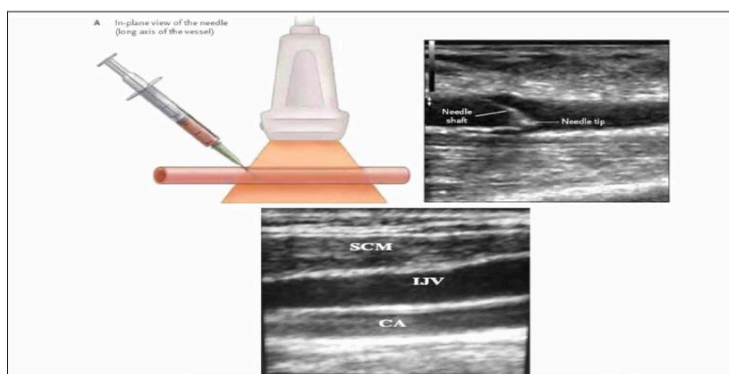 A In-plane view of the needle
(long axis of the vessel)
Needle
shaft
Needle tip
SCM
IJV
CA